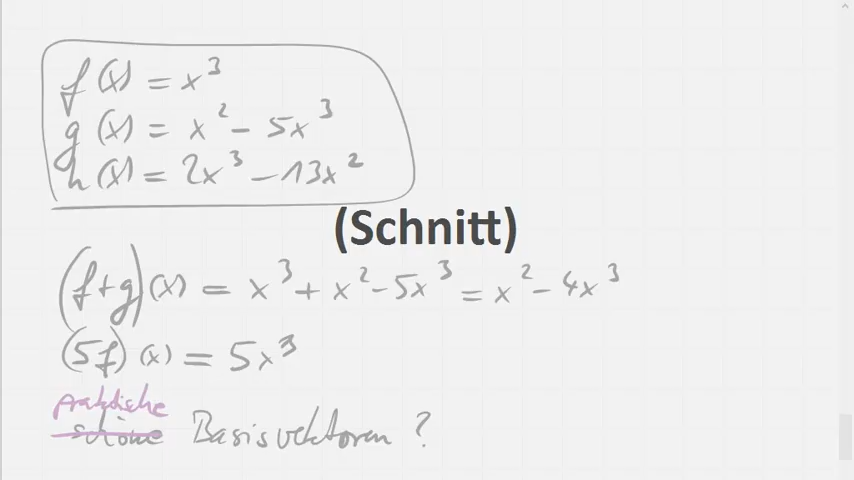 f(x) = x³
g(x) = x² - 5x³
h(x) = 2x³ - 13x²
(Schnitt)
(f+g)(x) = x³ + x² - 5x³ = x² - 4x³
(5f)(x) = 5x³
praktische
schöne Basisvektoren ?